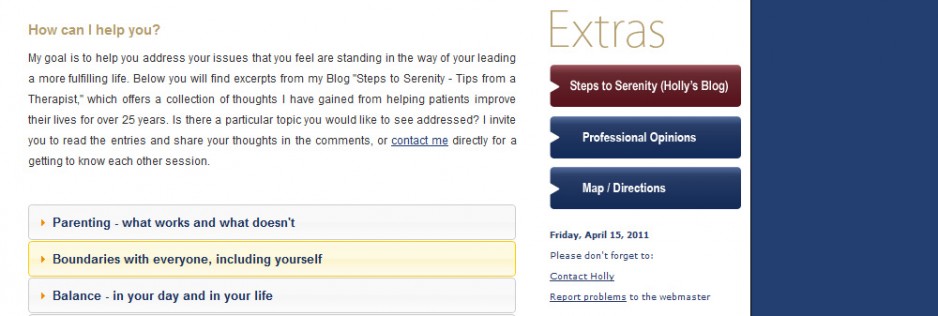 How can I help you?
My goal is to help you address your issues that you feel are standing in the way of your leading
a more fulfilling life. Below you will find excerpts from my Blog "Steps to Serenity - Tips from a
Therapist," which offers a collection of thoughts I have gained from helping patients improve
their lives for over 25 years. Is there a particular topic you would like to see addressed? I invite
you to read the entries and share your thoughts in the comments, or contact me directly for a
getting to know each other session.
Parenting - what works and what doesn't
Boundaries with everyone, including yourself
Balance - in your day and in your life
Extras
Steps to Serenity (Holly's Blog)
Professional Opinions
Map / Directions
Friday, April 15, 2011
Please don't forget to:
Contact Holly
Report problems to the webmaster